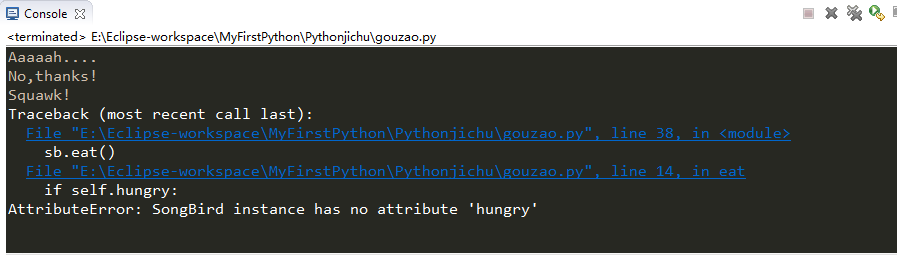 Console
<terminated> E:\Eclipse-workspace\MyFirstPython\Pythonjichu\gouzao.py
Aaaaah....
No,thanks!
Squawk!
Traceback (most recent call last):
  File "E:\Eclipse-workspace\MyFirstPython\Pythonjichu\gouzao.py", line 38, in <module>
    sb.eat()
  File "E:\Eclipse-workspace\MyFirstPython\Pythonjichu\gouzao.py", line 14, in eat
    if self.hungry:
AttributeError: SongBird instance has no attribute 'hungry'